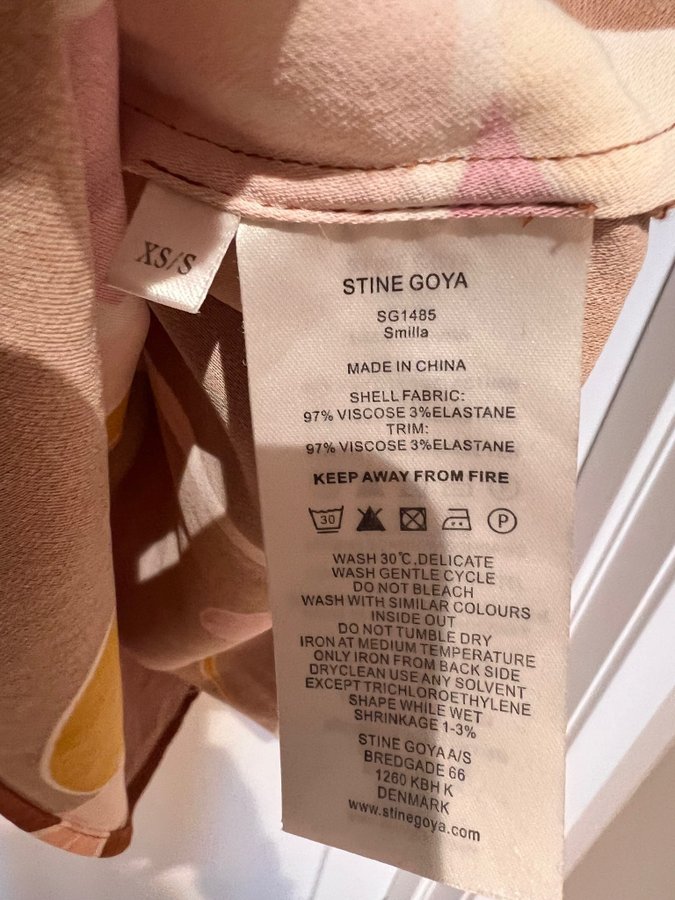 XS/S
STINE GOYA
SG1485
Smilla
MADE IN CHINA
SHELL FABRIC:
97% VISCOSE 3%ELASTANE
TRIM:
97% VISCOSE 3%ELASTANE
KEEP AWAY FROM FIRE
30 P
WASH 30℃.DELICATE
WASH GENTLE CYCLE
DO NOT BLEACH
WASH WITH SIMILAR COLOURS
INSIDE OUT
DO NOT TUMBLE DRY
IRON AT MEDIUM TEMPERATURE
ONLY IRON FROM BACK SIDE
DRYCLEAN USE ANY SOLVENT
EXCEPT TRICHLOROETHYLENE
SHAPE WHILE WET
SHRINKAGE 1-3%
STINE GOYA A/S
BREDGADE 66
1260 KBH K
DENMARK
www.stinegoya.com